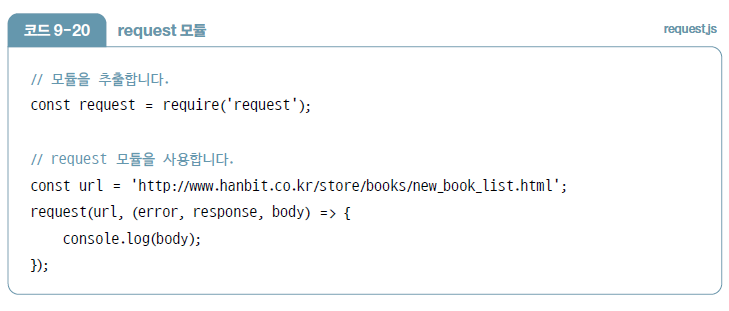 코드 9-20 request 모듈 request.js
// 모듈을 추출합니다.
const request = require('request');
// request 모듈을 사용합니다.
const url = 'http://www.hanbit.co.kr/store/books/new_book_list.html';
request(url, (error, response, body) => {
console.log(body);
});